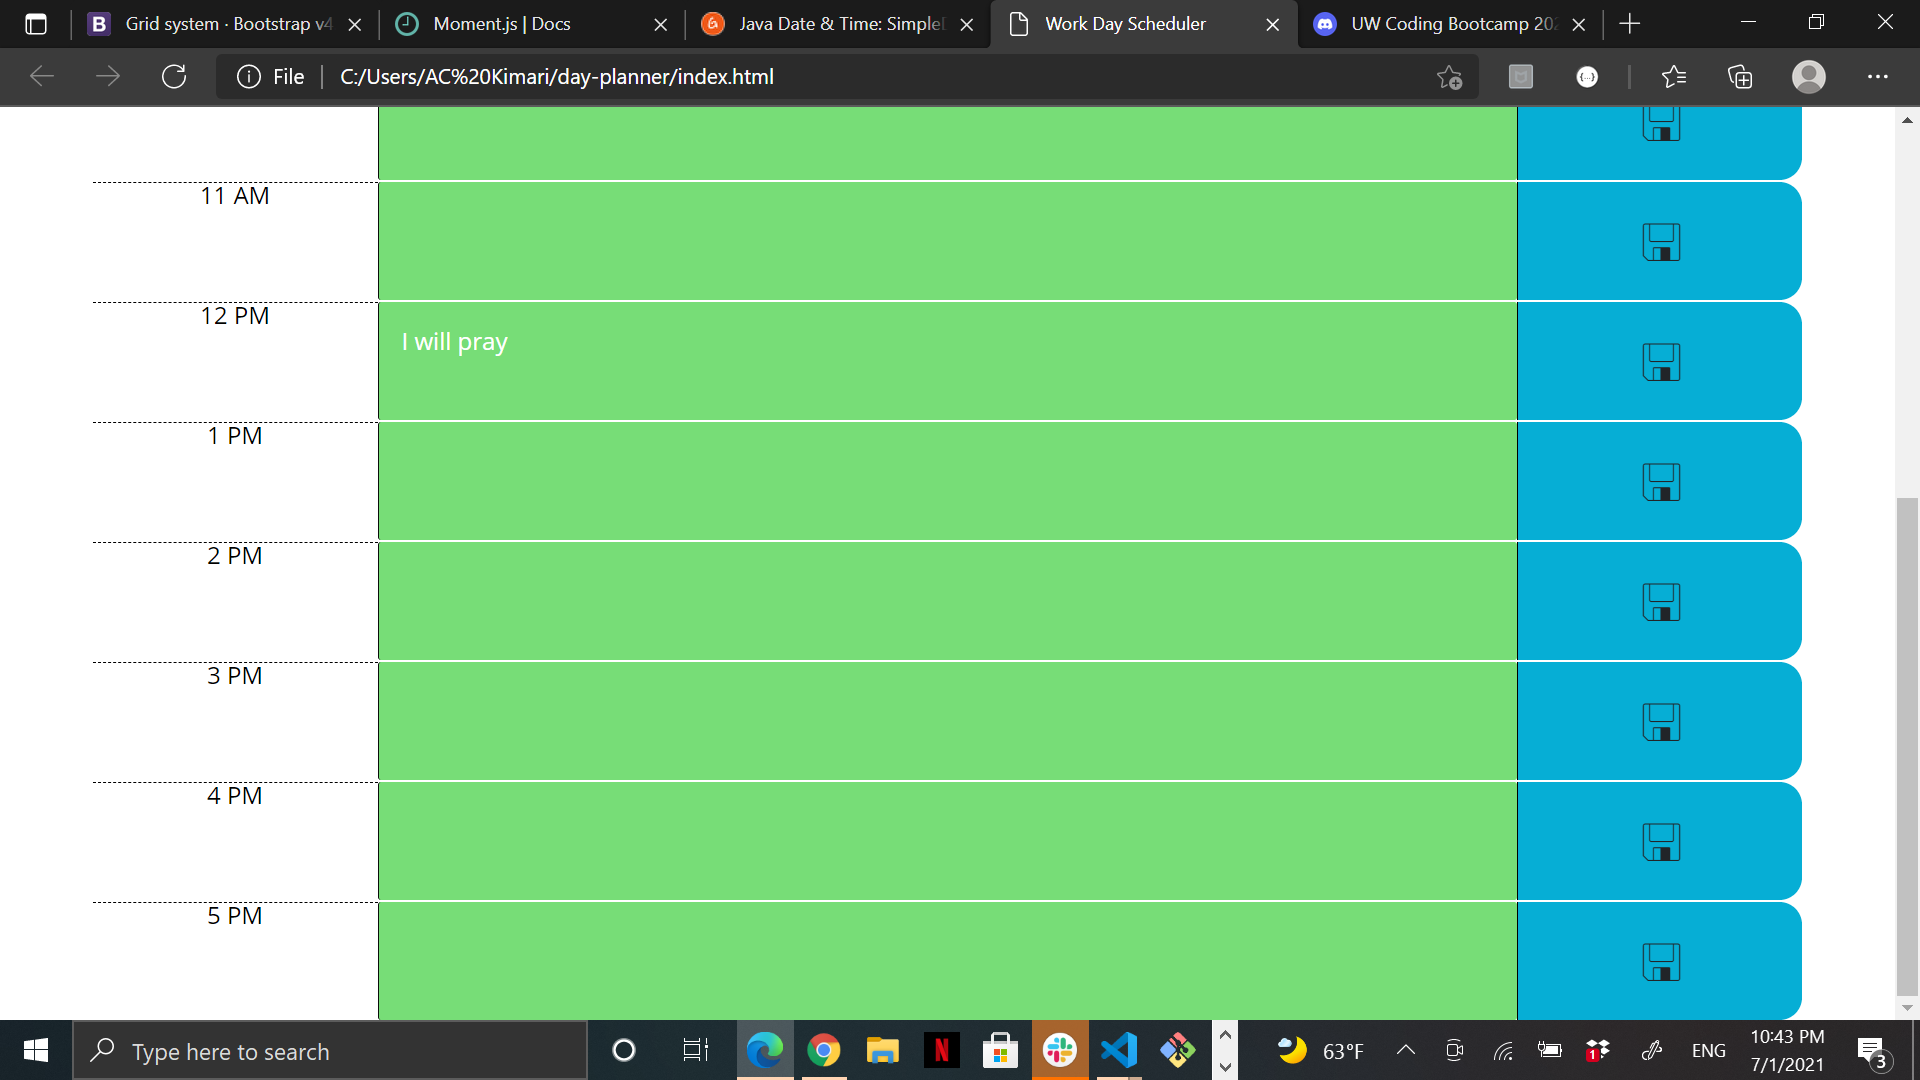 Grid system · Bootstrap v4
Moment.js | Docs
Java Date & Time: Simple
Work Day Scheduler
UW Coding Bootcamp 202
File
C:/Users/AC%20Kimari/day-planner/index.html
11 AM
12 PM
I will pray
1 PM
2 PM
3 PM
4 PM
5 PM
Type here to search
63°F
1
ENG
10:43 PM
7/1/2021
3